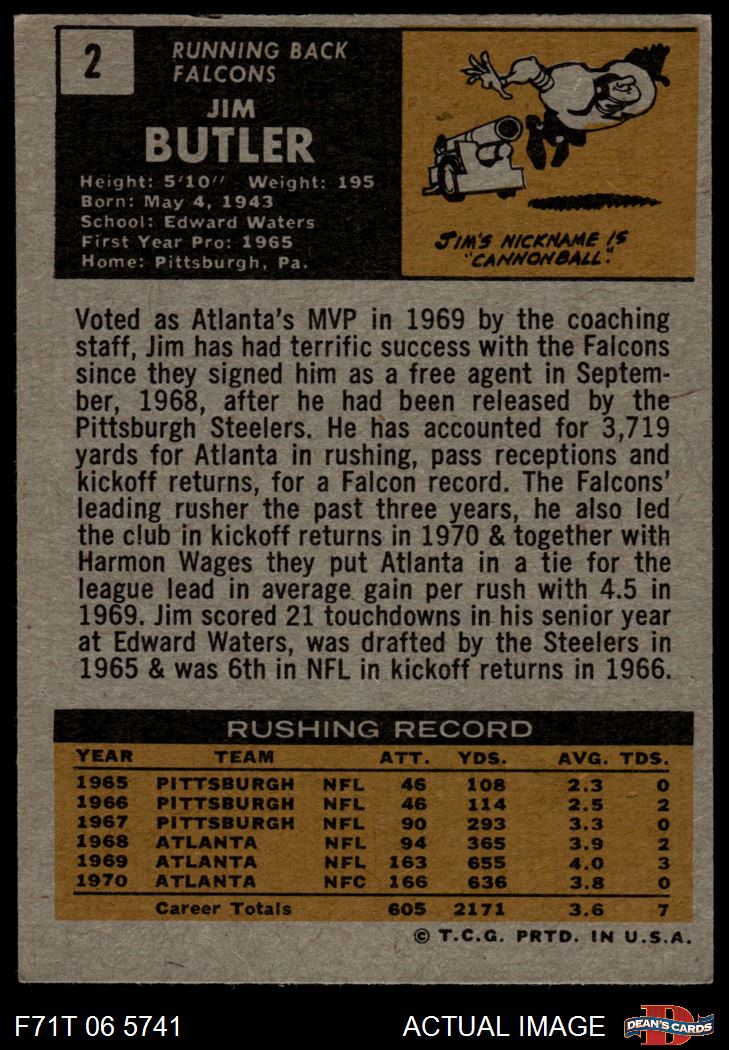 2
RUNNING BACK
FALCONS
JIM
BUTLER
Height: 5'10" Weight: 195
Born: May 4, 1943
School: Edward Waters
First Year Pro: 1965
Home: Pittsburgh, Pa.
JIM'S NICKNAME IS
"CANNONBALL."
Voted as Atlanta's MVP in 1969 by the coaching
staff, Jim has had terrific success with the Falcons
since they signed him as a free agent in Septem-
ber, 1968, after he had been released by the
Pittsburgh Steelers. He has accounted for 3,719
yards for Atlanta in rushing, pass receptions and
kickoff returns, for a Falcon record. The Falcons'
leading rusher the past three years, he also led
the club in kickoff returns in 1970 & together with
Harmon Wages they put Atlanta in a tie for the
league lead in average gain per rush with 4.5 in
1969. Jim scored 21 touchdowns in his senior year
at Edward Waters, was drafted by the Steelers in
1965 & was 6th in NFL in kickoff returns in 1966.
RUSHING RECORD
YEAR TEAM ATT. YDS. AVG. TDS.
1965 PITTSBURGH NFL 46 108 2.3 0
1966 PITTSBURGH NFL 46 114 2.5 2
1967 PITTSBURGH NFL 90 293 3.3 0
1968 ATLANTA NFL 94 365 3.9 2
1969 ATLANTA NFL 163 655 4.0 3
1970 ATLANTA NFC 166 636 3.8 0
Career Totals 605 2171 3.6 7
© T.C.G. PRTD. IN U.S.A.
F71T 06 5741 ACTUAL IMAGE
D
DEAN'S CARDS